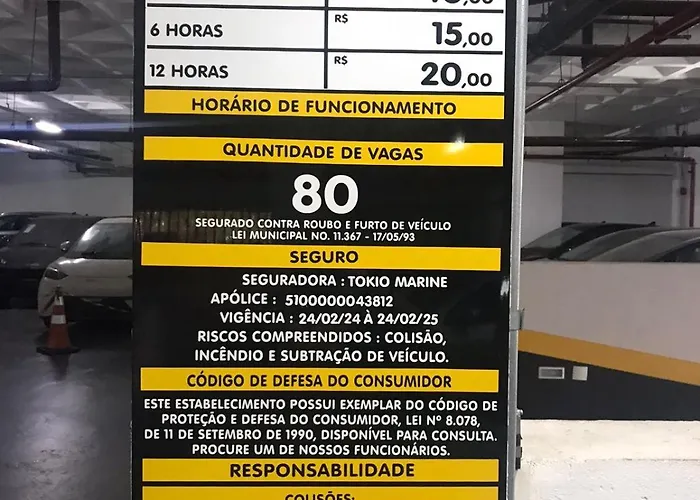 6 HORAS R$ 15,00
12 HORAS R$ 20,00
HORÁRIO DE FUNCIONAMENTO
QUANTIDADE DE VAGAS
80
SEGURADO CONTRA ROUBO E FURTO DE VEÍCULO
LEI MUNICIPAL NO. 11.367 - 17/05/93
SEGURO
SEGURADORA : TOKIO MARINE
APÓLICE : 5100000043812
VIGÊNCIA : 24/02/24 À 24/02/25
RISCOS COMPREENDIDOS : COLISÃO,
INCÊNDIO E SUBTRAÇÃO DE VEÍCULO.
CÓDIGO DE DEFESA DO CONSUMIDOR
ESTE ESTABELECIMENTO POSSUI EXEMPLAR DO CÓDIGO DE
PROTEÇÃO E DEFESA DO CONSUMIDOR, LEI Nº 8.078,
DE 11 DE SETEMBRO DE 1990, DISPONÍVEL PARA CONSULTA.
PROCURE UM DE NOSSOS FUNCIONÁRIOS.
RESPONSABILIDADE
COLISÕES: